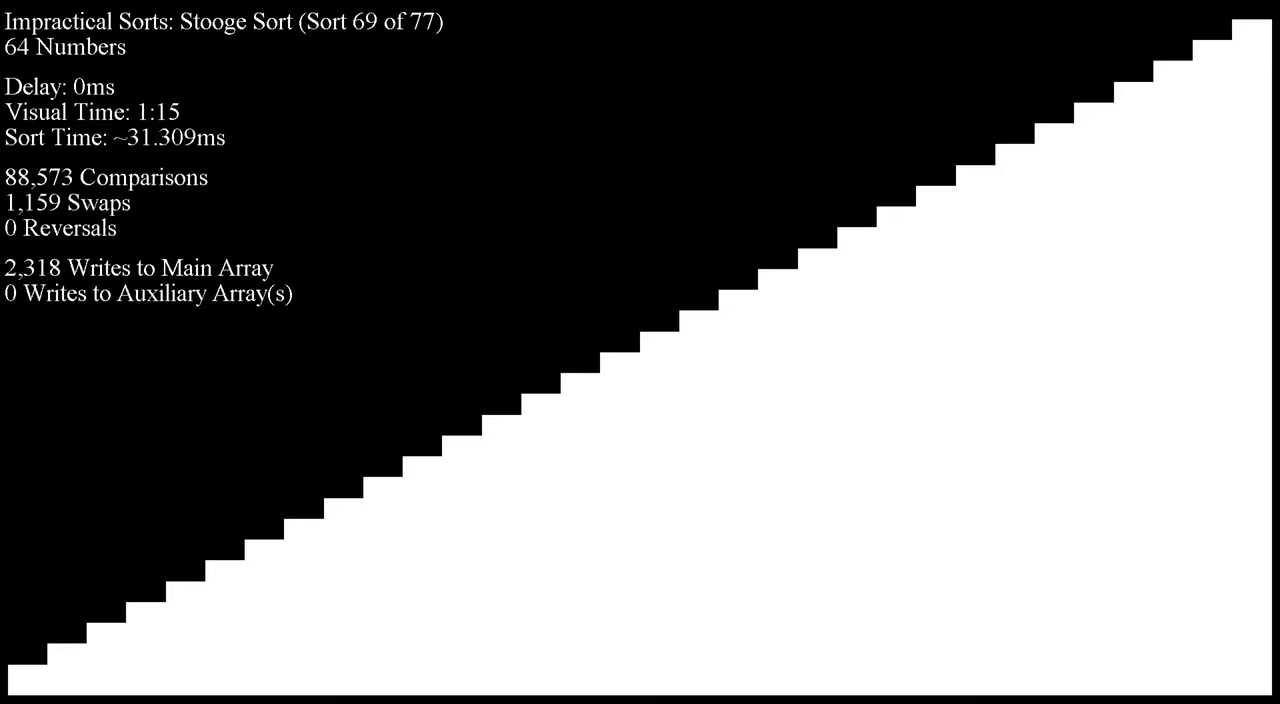 Impractical Sorts: Stooge Sort (Sort 69 of 77)
64 Numbers
Delay: 0ms
Visual Time: 1:15
Sort Time: ~31.309ms
88,573 Comparisons
1,159 Swaps
0 Reversals
2,318 Writes to Main Array
0 Writes to Auxiliary Array(s)